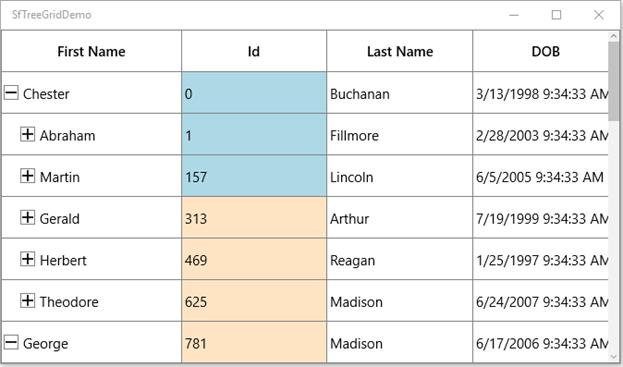 SfTreeGridDemo
First Name Id Last Name DOB
Chester 0 Buchanan 3/13/1998 9:34:33 AM
Abraham 1 Fillmore 2/28/2003 9:34:33 AM
Martin 157 Lincoln 6/5/2005 9:34:33 AM
Gerald 313 Arthur 7/19/1999 9:34:33 AM
Herbert 469 Reagan 1/25/1997 9:34:33 AM
Theodore 625 Madison 6/24/2007 9:34:33 AM
George 781 Madison 6/17/2006 9:34:33 AM